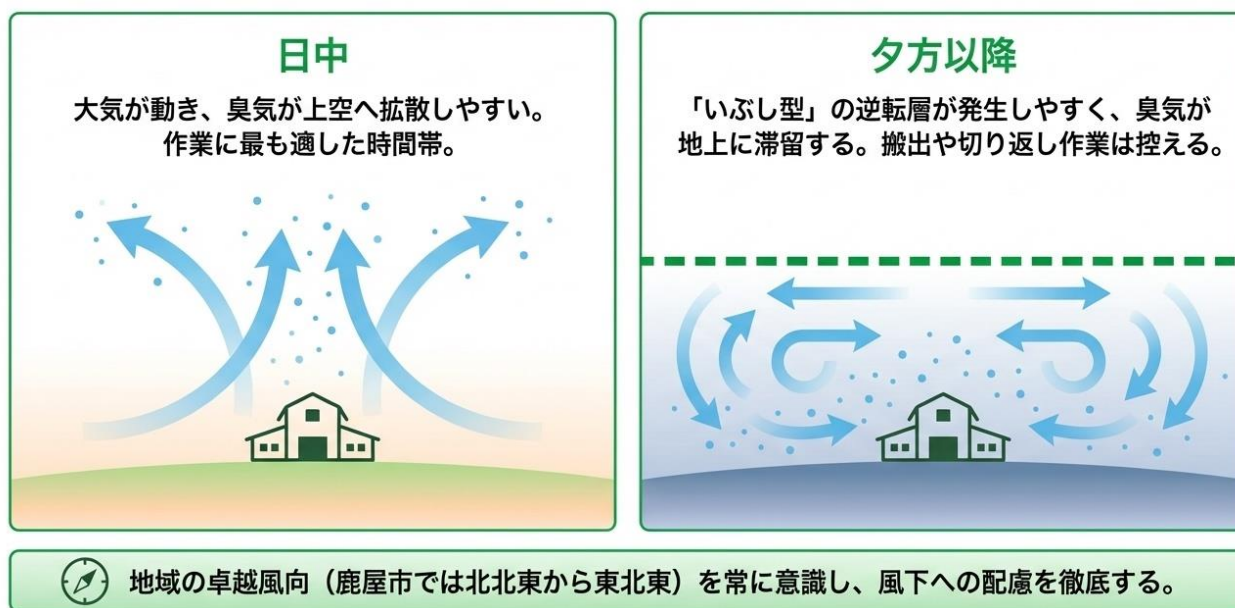 日中
大気が動き、臭気が上空へ拡散しやすい。
作業に最も適した時間帯。
夕方以降
「いぶし型」の逆転層が発生しやすく、臭気が
地上に滞留する。搬出や切り返し作業は控える。
地域の卓越風向（鹿屋市では北北東から東北東）を常に意識し、風下への配慮を徹底する。